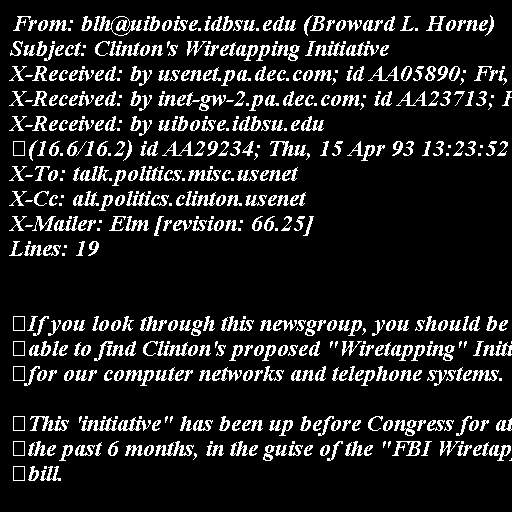 From: blh@uiboise.idbsu.edu (Broward L. Horne)
Subject: Clinton's Wiretapping Initiative
X-Received: by usenet.pa.dec.com; id AA05890; Fri,
X-Received: by inet-gw-2.pa.dec.com; id AA23713;
X-Received: by uiboise.idbsu.edu
(16.6/16.2) id AA29234; Thu, 15 Apr 93 13:23:52
X-To: talk.politics.misc.usenet
X-Cc: alt.politics.clinton.usenet
X-Mailer: Elm [revision: 66.25]
Lines: 19
If you look through this newsgroup, you should be
able to find Clinton's proposed "Wiretapping"
for our computer networks and telephone systems.
This 'initiative" has been up before Congress for
the past 6 months, in the guise of the "FBI
bill.